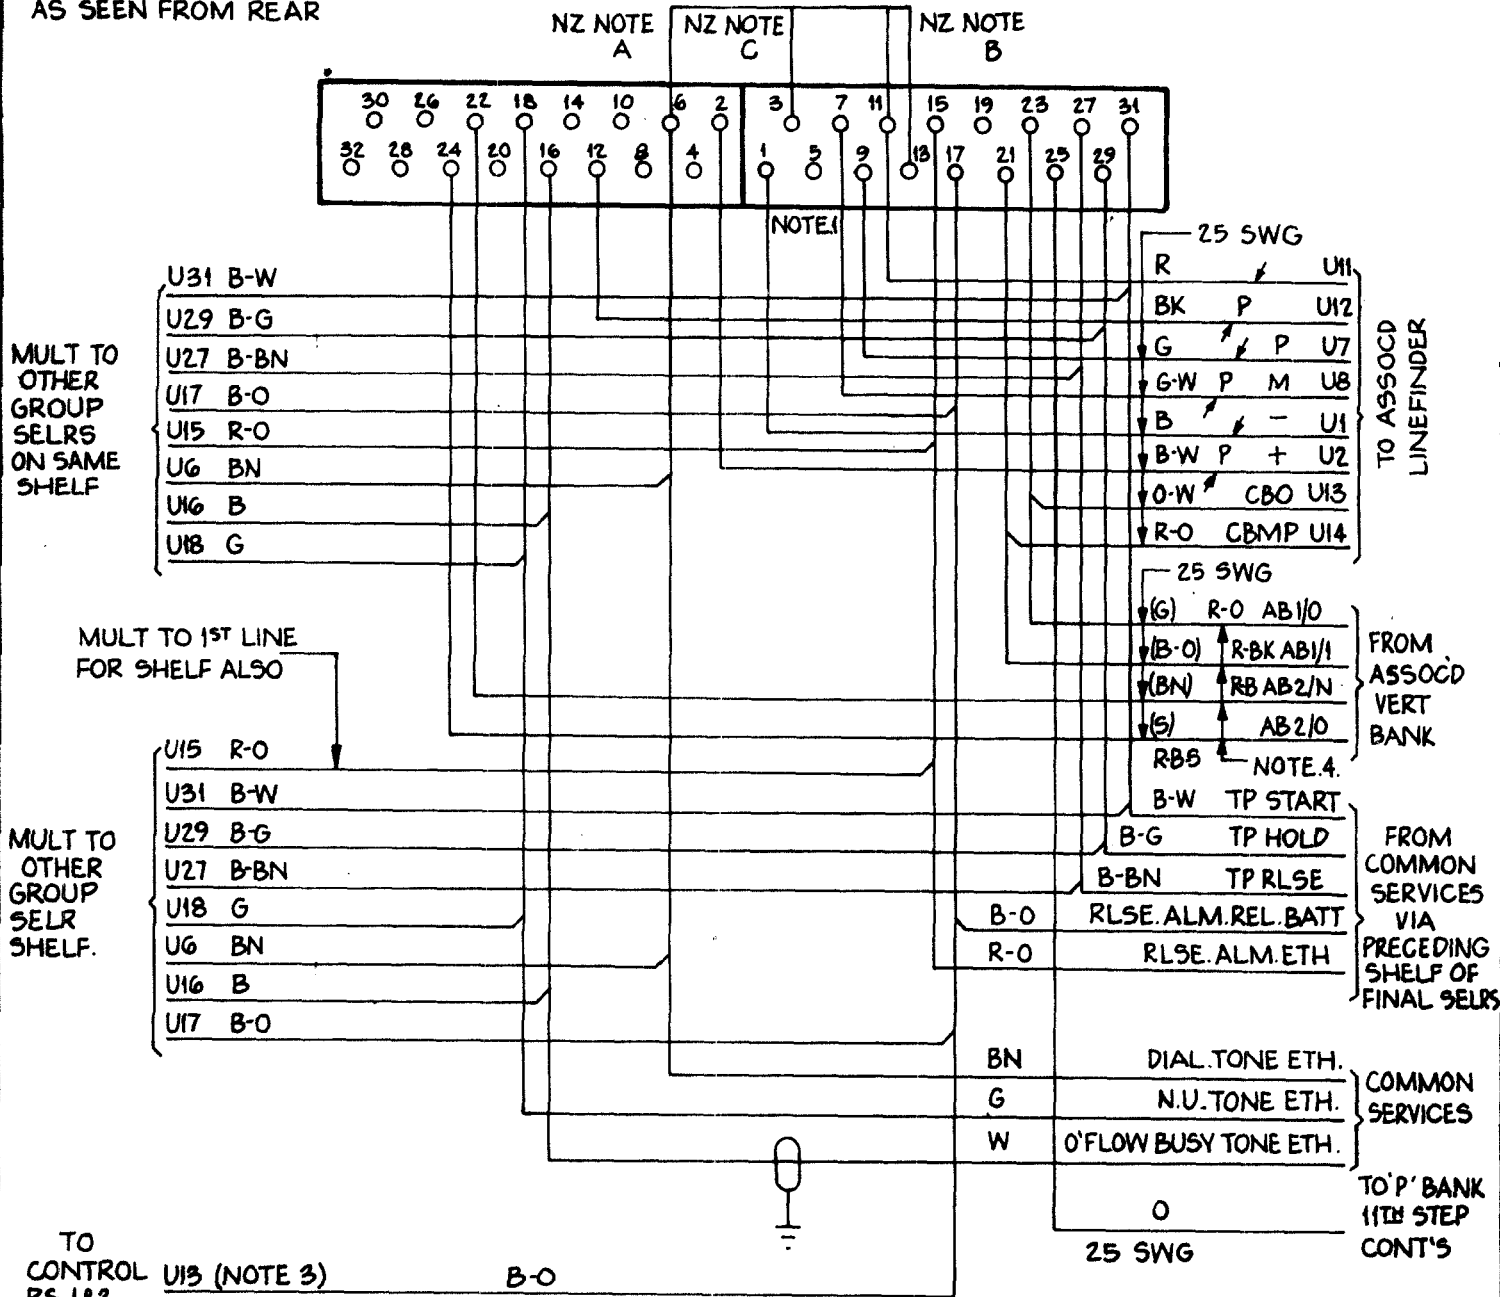 AS SEEN FROM REAR
NZ NOTE A
NZ NOTE C
NZ NOTE B
30 26 22 18 14 10 6 2 3 7 11 15 19 23 27 31
32 28 24 20 16 12 8 4 1 5 9 13 17 21 25 29
NOTE.1
MULT TO
OTHER
GROUP
SELRS
ON SAME
SHELF
U31 B-W
U29 B-G
U27 B-BN
U17 B-O
U15 R-O
U6 BN
U16 B
U18 G
25 SWG
R U11
BK P U12
G P U7
G-W P M U8
B - U1
B-W P + U2
O-W CBO U13
R-O CBMP U14
TO ASSOCD
LINEFINDER
MULT TO 1ST LINE
FOR SHELF ALSO
25 SWG
(G) R-O AB1/0
(B-O) R-BK AB1/1
(BN) RB AB2/N
(S) AB2/0
RBS
NOTE.4.
FROM
ASSOC'D
VERT
BANK
MULT TO
OTHER
GROUP
SELR
SHELF.
U15 R-O
U31 B-W
U29 B-G
U27 B-BN
U18 G
U6 BN
U16 B
U17 B-O
B-W TP START
B-G TP HOLD
B-BN TP RLSE
B-O RLSE.ALM.REL.BATT
R-O RLSE.ALM.ETH
FROM
COMMON
SERVICES
VIA
PRECEDING
SHELF OF
FINAL SELRS
BN DIAL.TONE ETH.
G N.U.TONE ETH.
W O'FLOW BUSY TONE ETH.
COMMON
SERVICES
O
25 SWG
TO 'P' BANK
11TH STEP
CONT'S
TO
CONTROL
U13 (NOTE 3) B-O